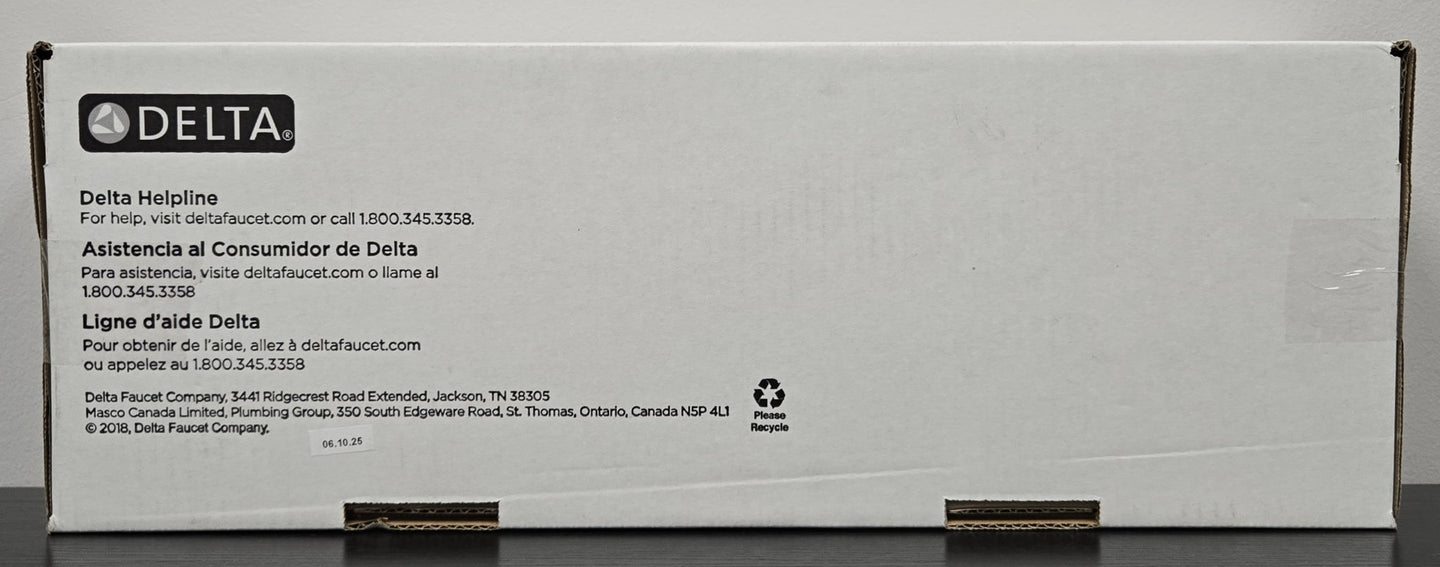 DELTA®
Delta Helpline
For help, visit deltafaucet.com or call 1.800.345.3358.
Asistencia al Consumidor de Delta
Para asistencia, visite deltafaucet.com o llame al
1.800.345.3358
Ligne d'aide Delta
Pour obtenir de l'aide, allez à deltafaucet.com
ou appelez au 1.800.345.3358
Delta Faucet Company, 3441 Ridgecrest Road Extended, Jackson, TN 38305
Masco Canada Limited, Plumbing Group, 350 South Edgeware Road, St. Thomas, Ontario, Canada N5P 4L1
© 2018, Delta Faucet Company.
06.10.25
Please
Recycle